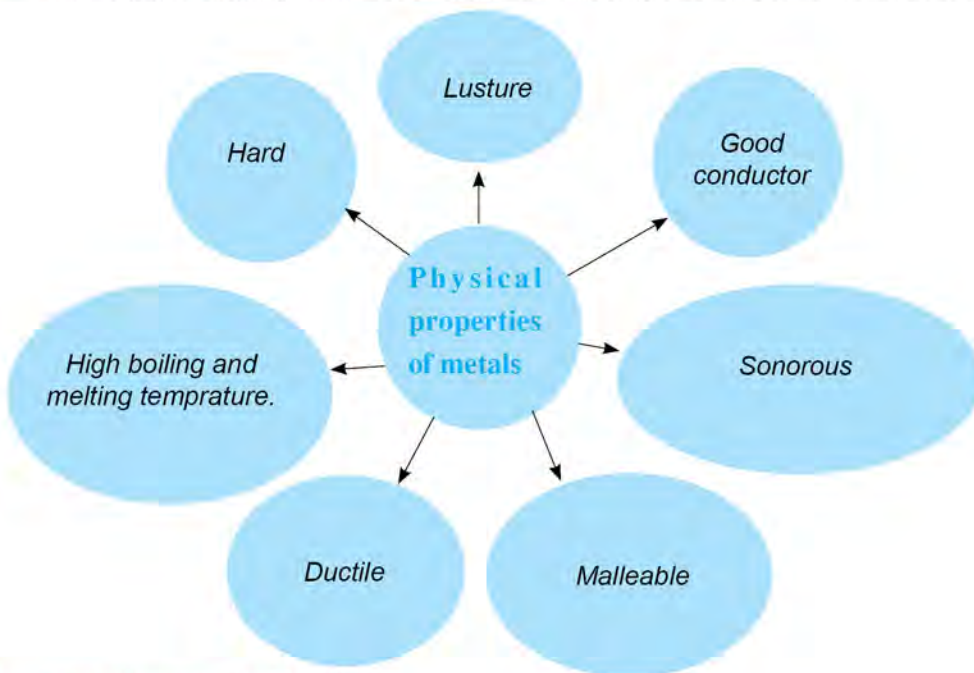 Lusture
Hard
Good
conductor
Physical
properties
of metals
High boiling and
melting temprature.
Sonorous
Ductile
Malleable